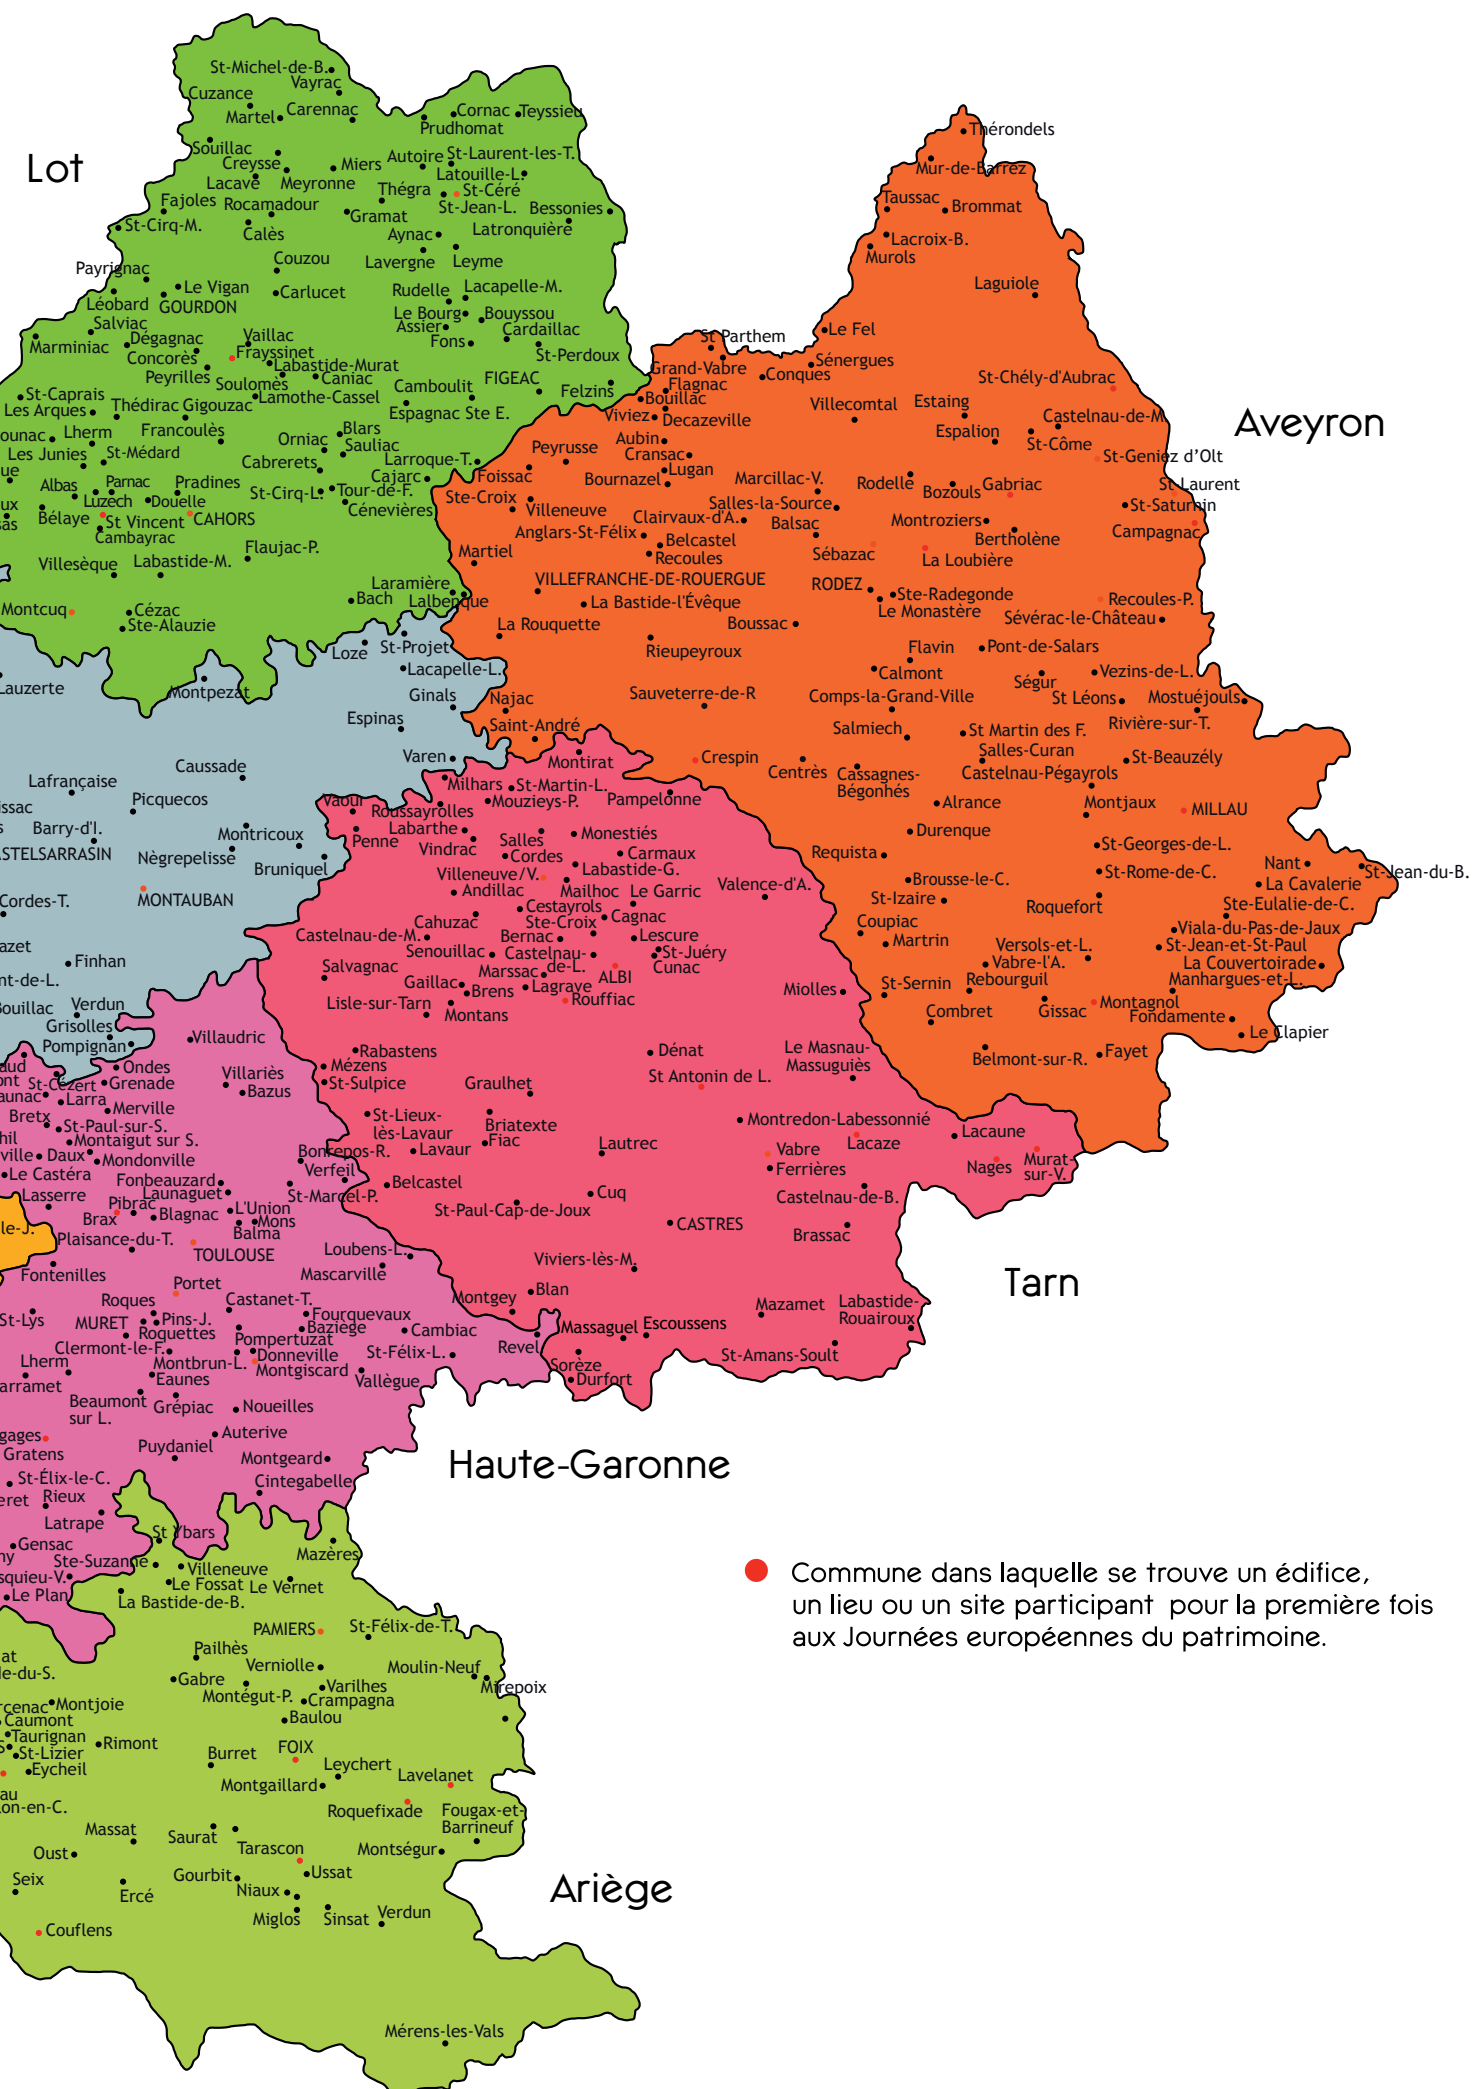 Lot
St-Michel-de-B.
Vayrac
Cuzance
Martel
Carennac
Cornac
Teyssieu
Prudhomat
Souillac
Creysse
Miers
Autoire
St-Laurent-les-T.
Latouille-L.
Lacave
Meyronne
Thégra
St-Céré
Fajoles
Rocamadour
Gramat
St-Jean-L.
Bessonies
St-Cirq-M.
Calès
Aynac
Latronquière
Couzou
Lavergne
Leyme
Payrignac
Le Vigan
Carlucet
Rudelle
Lacapelle-M.
Léobard
GOURDON
Le Bourg
Bouyssou
Salviac
Assier
Cardaillac
Marminiac
Dégagnac
Vaillac
Fons
Concorès
Frayssinet
St-Perdoux
Peyrilles
Labastide-Murat
Soulomès
Caniac
Camboulit
FIGEAC
Felzins
St-Caprais
Lamothe-Cassel
Les Arques
Thédirac
Gigouzac
Espagnac Ste E.
ounac
Lherm
Francoulès
Orniac
Blars
Sauliac
Les Junies
St-Médard
Cabrerets
Larroque-T.
ue
Albas
Parnac
Pradines
Cajarc
Luzech
Douelle
St-Cirq-L.
Tour-de-F.
ux
Bélaye
St Vincent
CAHORS
Cénevières
sas
Cambayrac
Flaujac-P.
Villesèque
Labastide-M.
Laramière
Montcuq
Cézac
Bach
Lalbenque
Ste-Alauzie
Aveyron
Thérondels
Mur-de-Barrez
Taussac
Brommat
Lacroix-B.
Murols
Laguiole
Le Fel
St Parthem
Sénergues
Grand-Vabre
Conques
St-Chély-d'Aubrac
Flagnac
Bouillac
Villecomtal
Estaing
Castelnau-de-M.
Viviez
Decazeville
Espalion
St-Côme
Aubin
Peyrusse
Cransac
St-Geniez d’Olt
Foissac
Lugan
Bournazel
Marcillac-V.
Rodelle
Bozouls
Gabriac
St-Laurent
Ste-Croix
Villeneuve
Salles-la-Source
St-Saturnin
Clairvaux-d'A.
Balsac
Montroziers
Campagnac
Anglars-St-Félix
Belcastel
Bertholène
Martiel
Recoules
Sébazac
La Loubière
VILLEFRANCHE-DE-ROUERGUE
RODEZ
Ste-Radegonde
Recoules-P.
La Bastide-l'Évêque
Le Monastère
Sévérac-le-Château
La Rouquette
Boussac
Rieupeyroux
Flavin
Pont-de-Salars
Calmont
Vezins-de-L.
Ségur
Najac
Sauveterre-de-R
Comps-la-Grand-Ville
St Léons
Mostuéjouls
Saint-André
Salmiech
St Martin des F.
Rivière-sur-T.
Salles-Curan
St-Beauzély
Crespin
Centrès
Cassagnes-
Bégonhés
Castelnau-Pégayrols
Alrance
Montjaux
MILLAU
Durenque
St-Georges-de-L.
Requista
Nant
St-Jean-du-B.
St-Rome-de-C.
Brousse-le-C.
La Cavalerie
St-Izaire
Roquefort
Ste-Eulalie-de-C.
Coupiac
Viala-du-Pas-de-Jaux
Martrin
Versols-et-L.
St-Jean-et-St-Paul
Vabre-l'A.
La Couvertoirade
St-Sernin
Rebourguil
Manhargues-et-L.
Combret
Gissac
Montagnol
Fondamente
Le Clapier
Belmont-sur-R.
Fayet
Loze
St-Projet
Lacapelle-L.
Lauzerte
Montpezat
Ginals
Espinas
Varen
Caussade
Lafrançaise
Picquecos
issac
s
Barry-d'I.
Montricoux
STELSARRASIN
Nègrepelisse
Bruniquel
MONTAUBAN
Cordes-T.
azet
Finhan
nt-de-L.
Bouillac
Verdun
Grisolles
Pompignan
Tarn
Montirat
Milhars
St-Martin-L.
Mouzieys-P.
Pampelonne
Vaour
Roussayrolles
Penne
Labarthe
Salles
Monestiés
Vindrac
Cordes
Carmaux
Villeneuve/V.
Labastide-G.
Andillac
Mailhoc
Le Garric
Valence-d'A.
Cestayrols
Cahuzac
Ste-Croix
Cagnac
Castelnau-de-M.
Bernac
Lescure
Senouillac
Castelnau-
de-L.
St-Juéry
Salvagnac
Marssac
ALBI
Cunac
Gaillac
Brens
Lagrave
Miolles
Lisle-sur-Tarn
Rouffiac
Montans
Rabastens
Dénat
Le Masnau-
Massuguiès
Mézens
St-Sulpice
Graulhet
St Antonin de L.
St-Lieux-
lès-Lavaur
Briatexte
Montredon-Labessonnié
Lacaune
Lavaur
Fiac
Lautrec
Vabre
Lacaze
Ferrières
Nages
Murat-
sur-V.
Belcastel
Cuq
Castelnau-de-B.
St-Paul-Cap-de-Joux
CASTRES
Brassac
Viviers-lès-M.
Blan
Montgey
Mazamet
Labastide-
Rouairoux
Massaguel
Escoussens
St-Amans-Soult
Sorèze
Durfort
Haute-Garonne
Villaudric
aud
ont
St-Cézert
Ondes
Grenade
Villariès
Bazus
aunac
Larra
Merville
Bretx
St-Paul-sur-S.
hil
Montaigut sur S.
ville
Daux
Mondonville
Bonrepos-R.
Verfeil
Le Castéra
Fonbeauzard
Lasserre
Launaguet
St-Marcel-P.
Pibrac
L'Union
le-J.
Brax
Blagnac
Mons
Balma
Plaisance-du-T.
TOULOUSE
Loubens-L.
Fontenilles
Mascarville
Portet
Roques
Castanet-T.
St-Lys
MURET
Pins-J.
Fourquevaux
Roquettes
Baziège
Cambiac
Pompertuzat
Clermont-le-F.
Donneville
St-Félix-L.
Revel
Lherm
Montbrun-L.
Montgiscard
Vallègue
arramet
Eaunes
Beaumont
sur L.
Grépiac
Noueilles
gages
Auterive
Gratens
Puydaniel
Montgeard
St-Élix-le-C.
Cintegabelle
eret
Rieux
Latrape
Gensac
ny
squieu-V.
Le Plan
Commune dans laquelle se trouve un édifice,
un lieu ou un site participant pour la première fois
aux Journées européennes du patrimoine.
Ariège
St Ybars
Mazères
Ste-Suzanne
Villeneuve
Le Fossat
Le Vernet
La Bastide-de-B.
PAMIERS
St-Félix-de-T.
at
Pailhès
le-du-S.
Verniolle
Moulin-Neuf
Gabre
Mirepoix
Montégut-P.
Varilhes
rcenac
Montjoie
Crampagna
Caumont
Baulou
Taurignan
Rimont
S
St-Lizier
Burret
FOIX
Eycheil
Leychert
au
Montgaillard
Lavelanet
on-en-C.
Roquefixade
Fougax-et-
Barrineuf
Massat
Saurat
Oust
Tarascon
Montségur
Seix
Gourbit
Ussat
Ercé
Niaux
Miglos
Sinsat
Verdun
Couflens
Mérens-les-Vals